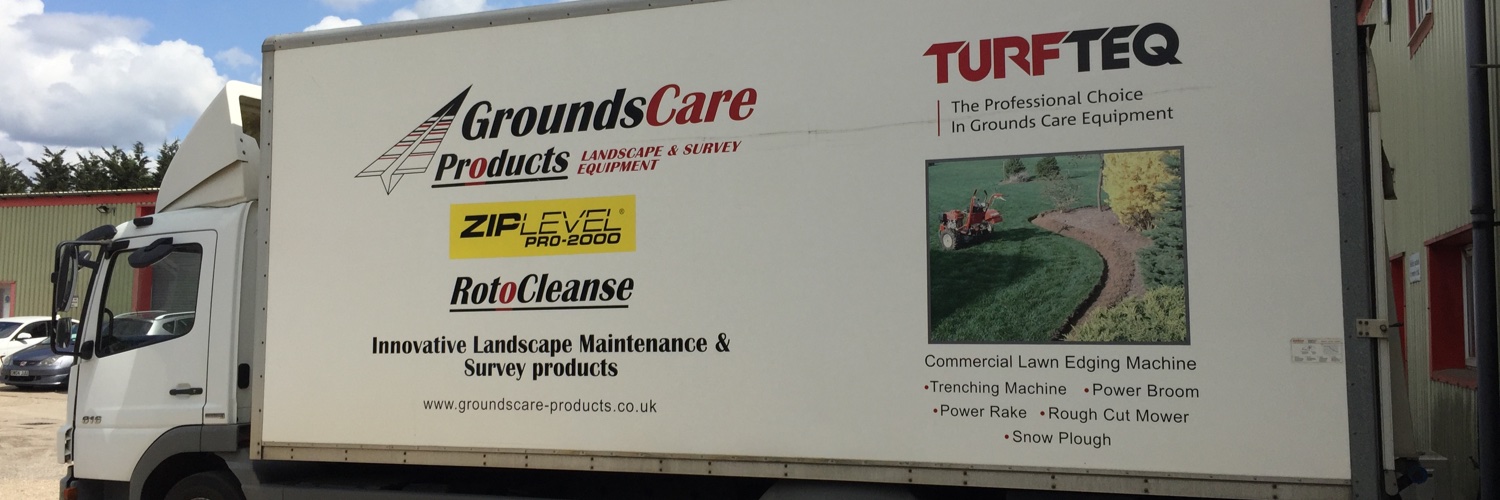 GroundsCare
Products LANDSCAPE & SURVEY
EQUIPMENT
ZIPLEVEL®
PRO-2000
RotoCleanse
Innovative Landscape Maintenance &
Survey products
www.groundscare-products.co.uk
TURFTEQ
The Professional Choice
In Grounds Care Equipment
Commercial Lawn Edging Machine
•Trenching Machine •Power Broom
•Power Rake •Rough Cut Mower
•Snow Plough
816